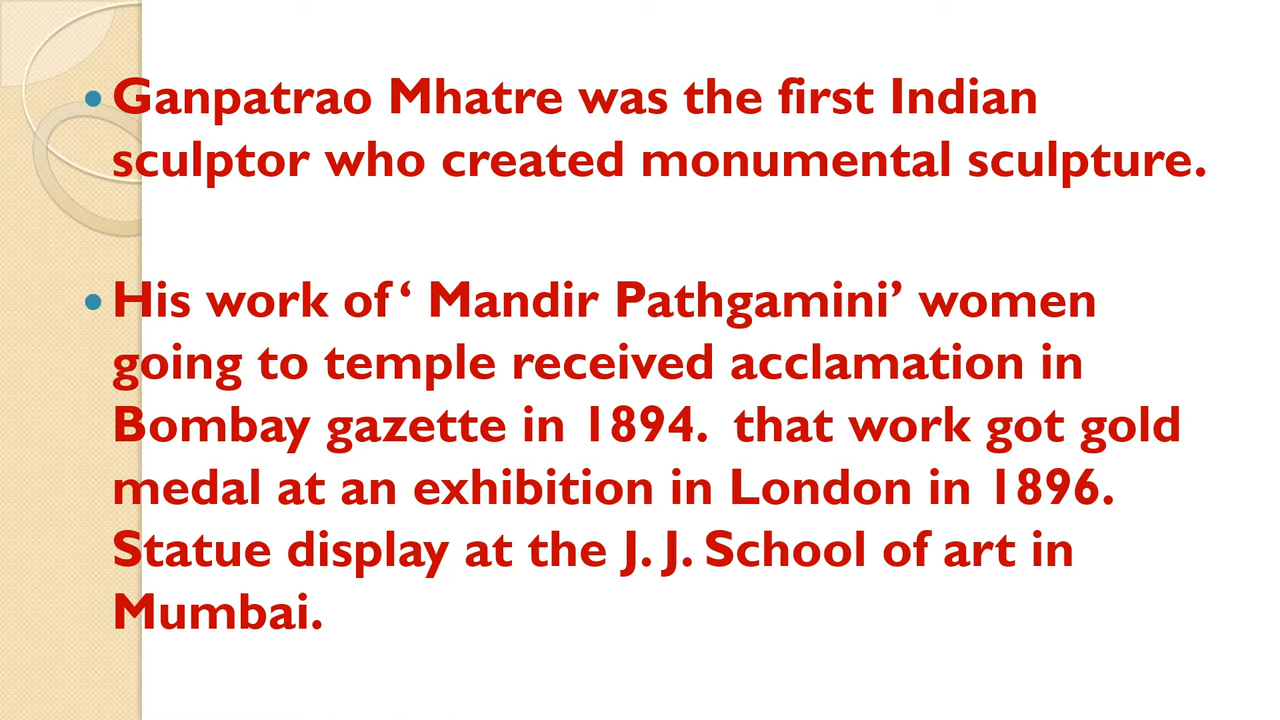 • Ganpatrao Mhatre was the first Indian
sculptor who created monumental sculpture.
• His work of ‘ Mandir Pathgamini’ women
going to temple received acclamation in
Bombay gazette in 1894.  that work got gold
medal at an exhibition in London in 1896.
Statue display at the J. J. School of art in
Mumbai.